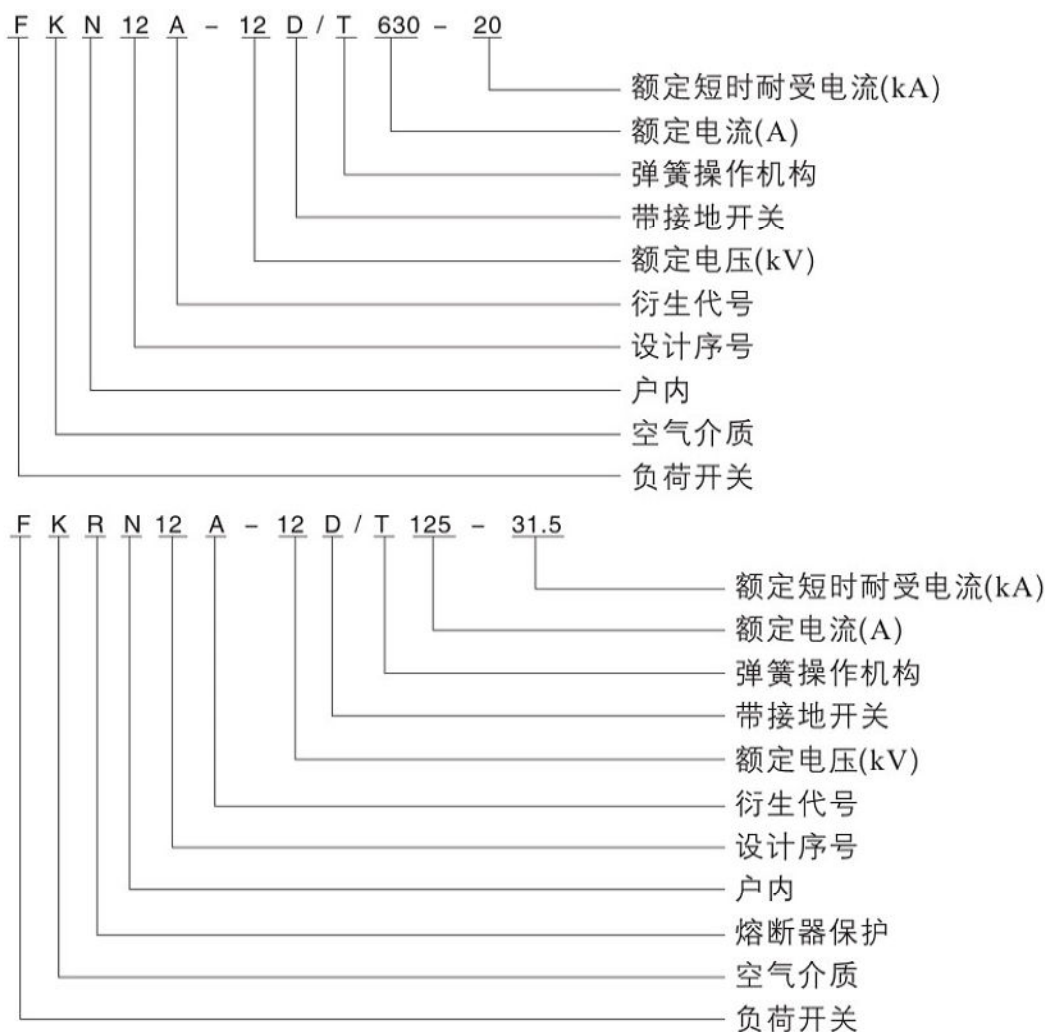 F K N 12 A - 12 D / T 630 - 20
额定短时耐受电流(kA)
额定电流(A)
弹簧操作机构
带接地开关
额定电压(kV)
衍生代号
设计序号
户内
空气介质
负荷开关
F K R N 12 A - 12 D / T 125 - 31.5
额定短时耐受电流(kA)
额定电流(A)
弹簧操作机构
带接地开关
额定电压(kV)
衍生代号
设计序号
户内
熔断器保护
空气介质
负荷开关